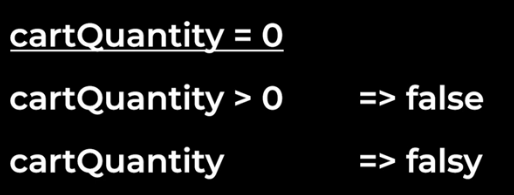 cartQuantity = 0
cartQuantity > 0 => false
cartQuantity => falsy